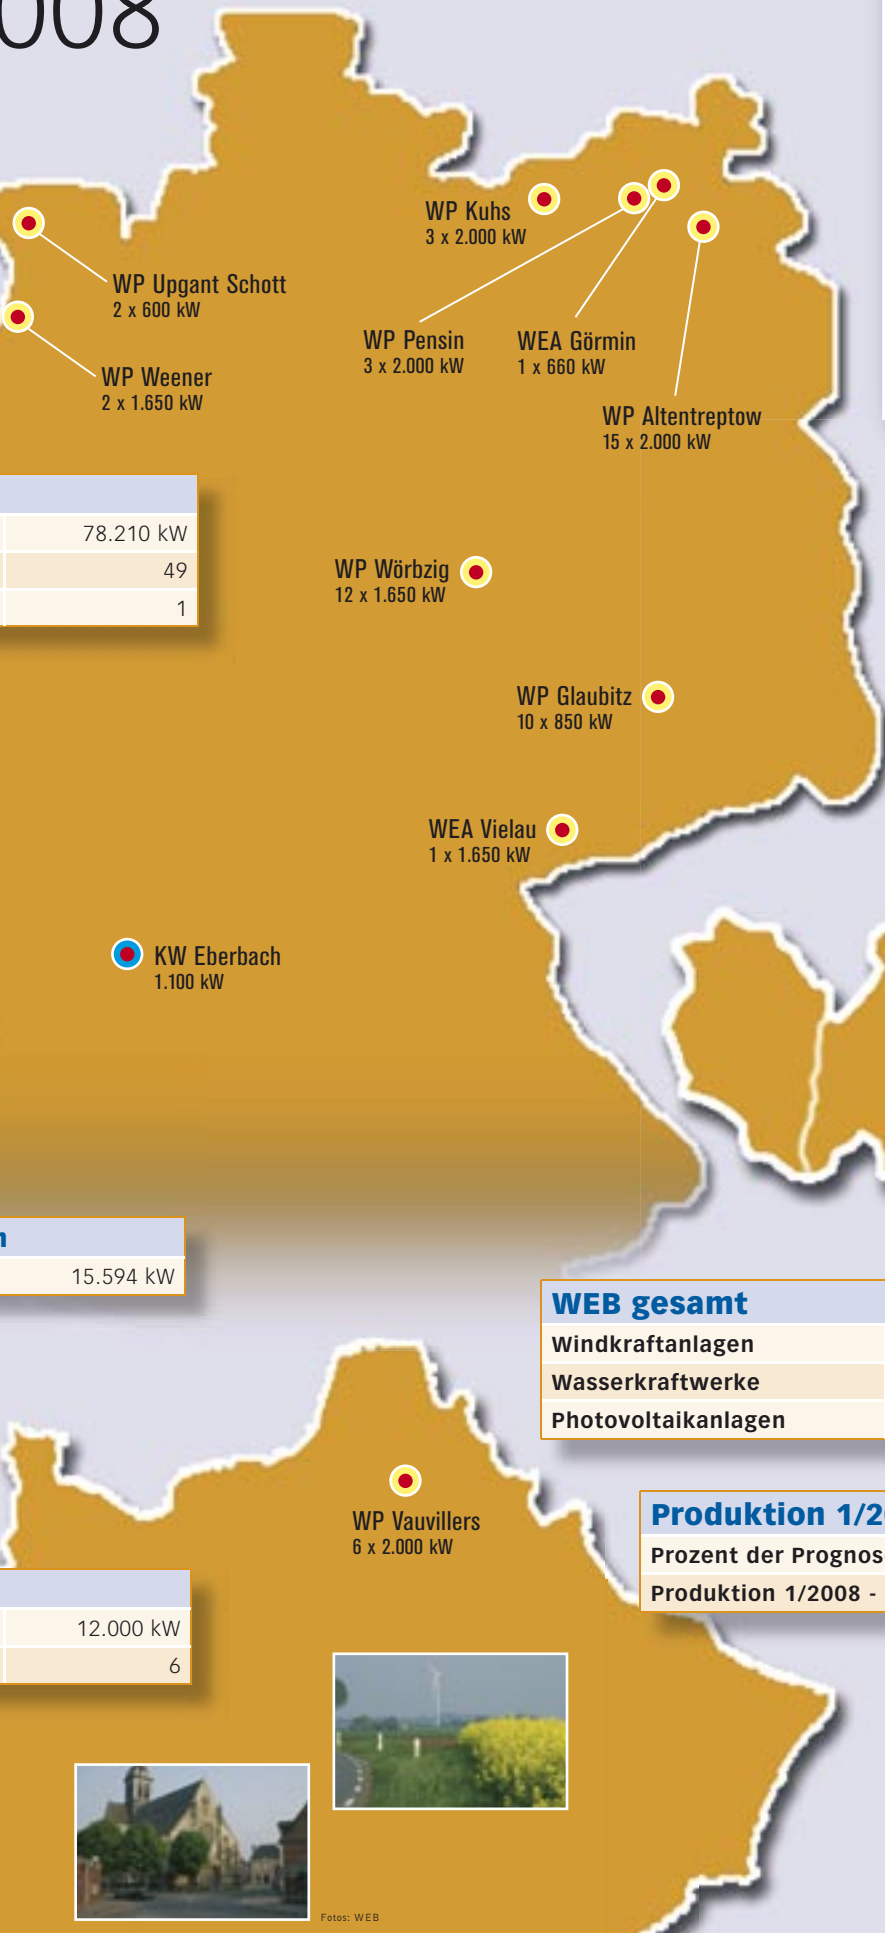 008
WP Kuhs
3 x 2.000 kW
WP Upgant Schott
2 x 600 kW
WP Pensin
3 x 2.000 kW
WEA Görmin
1 x 660 kW
WP Weener
2 x 1.650 kW
WP Altentreptow
15 x 2.000 kW
78.210 kW
49
1
WP Wörbzig
12 x 1.650 kW
WP Glaubitz
10 x 850 kW
WEA Vielau
1 x 1.650 kW
KW Eberbach
1.100 kW
n
15.594 kW
WEB gesamt
Windkraftanlagen
Wasserkraftwerke
Photovoltaikanlagen
WP Vauvillers
6 x 2.000 kW
Produktion 1/20
Prozent der Prognos
Produktion 1/2008 -
12.000 kW
6
Fotos: WEB